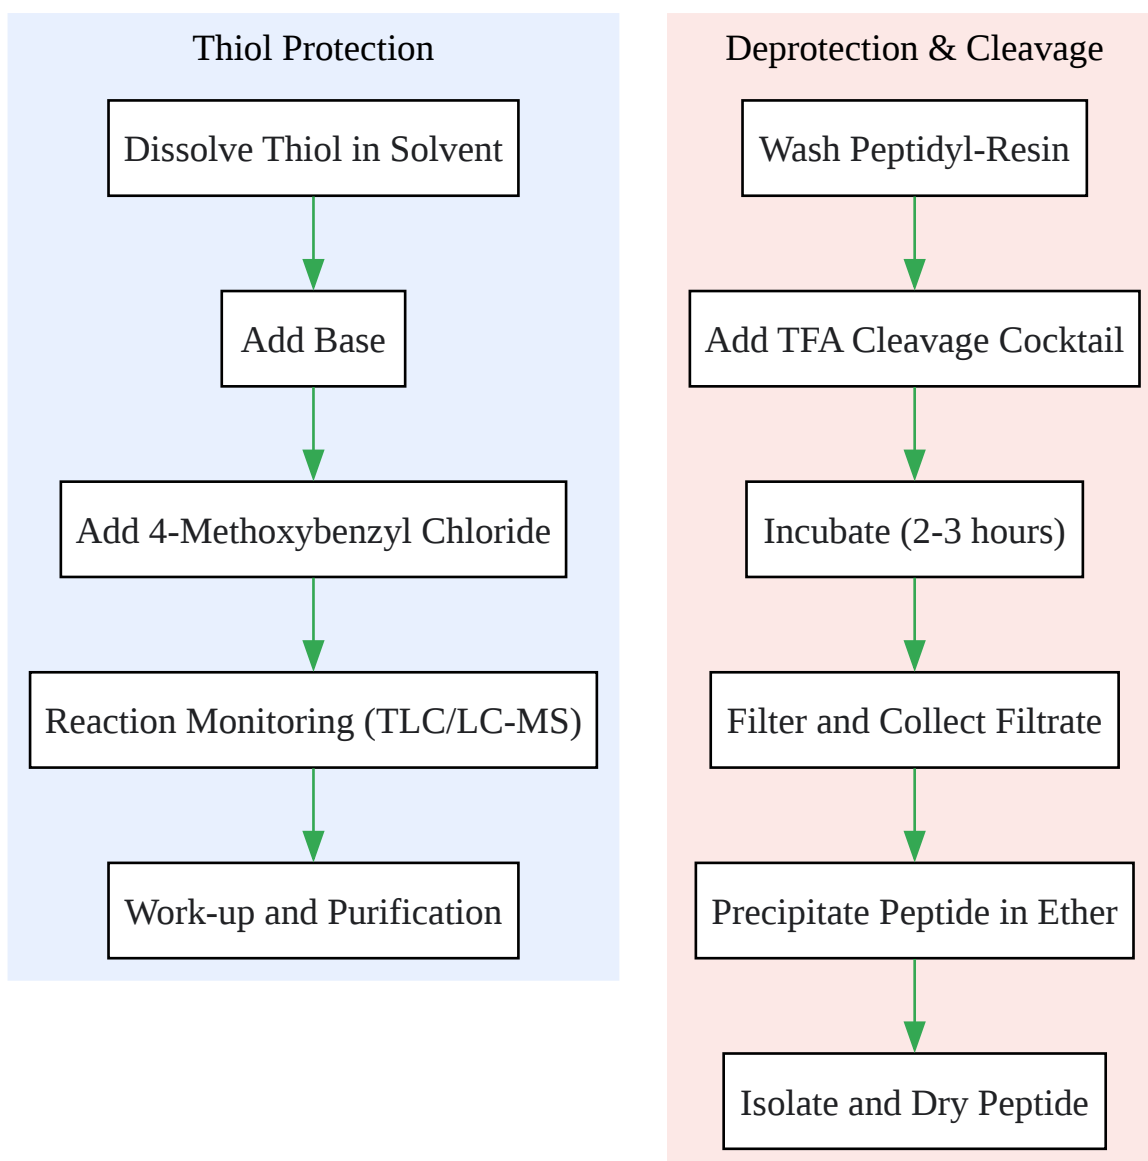 Thiol Protection
Dissolve Thiol in Solvent
Add Base
Add 4-Methoxybenzyl Chloride
Reaction Monitoring (TLC/LC-MS)
Work-up and Purification
Deprotection & Cleavage
Wash Peptidyl-Resin
Add TFA Cleavage Cocktail
Incubate (2-3 hours)
Filter and Collect Filtrate
Precipitate Peptide in Ether
Isolate and Dry Peptide